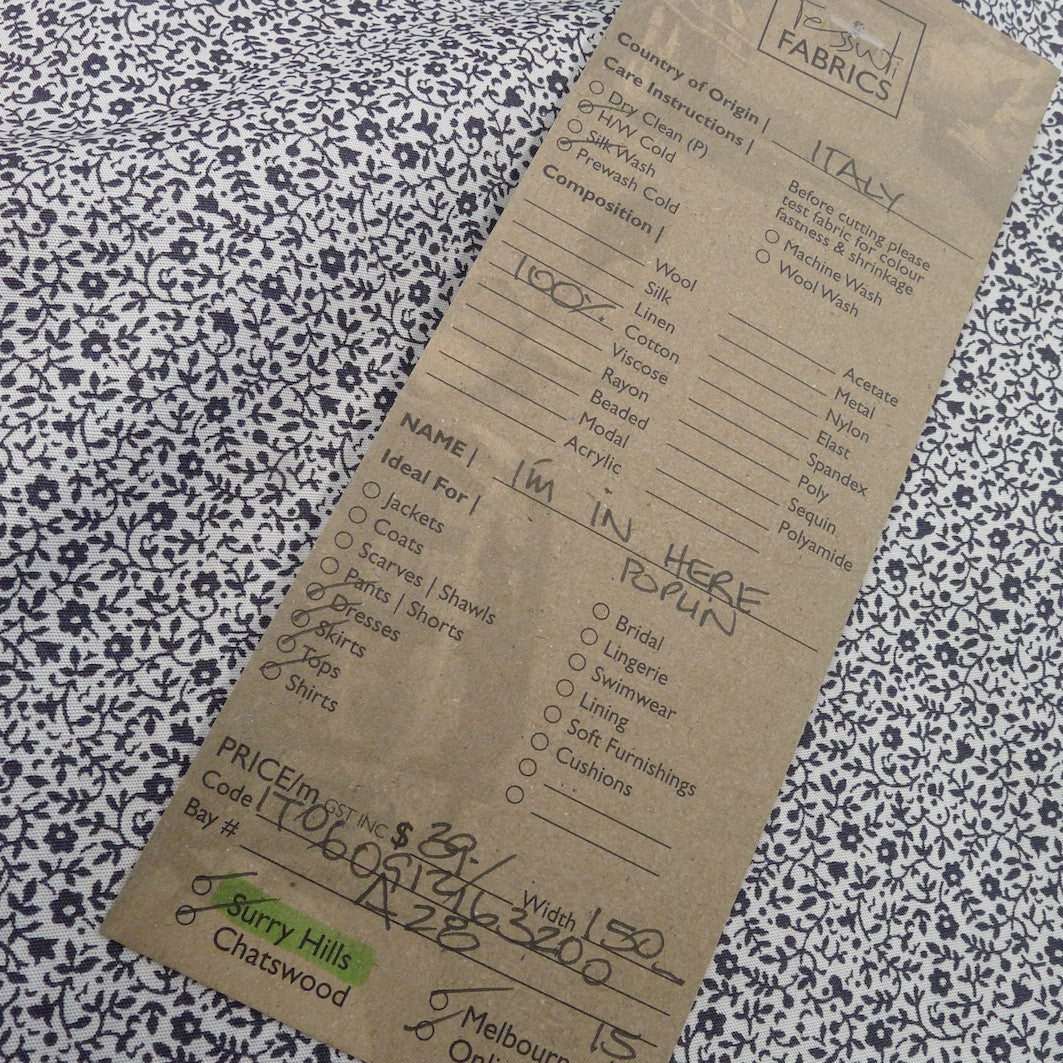 Tessuti
FABRICS
Country of Origin | ITALY
Care Instructions |
Dry Clean (P)
H/W Cold
Silk Wash
Prewash Cold
Before cutting please
test fabric for colour
fastness & shrinkage.
Machine Wash
Wool Wash
Composition |
Wool
Silk
Linen
100% Cotton
Viscose
Rayon
Beaded
Modal
Acrylic
Acetate
Metal
Nylon
Elast
Spandex
Poly
Sequin
Polyamide
NAME | I'm IN HERE
POPLIN
Ideal For |
Jackets
Coats
Scarves | Shawls
Pants | Shorts
Dresses
Skirts
Tops
Shirts
Bridal
Lingerie
Swimwear
Lining
Soft Furnishings
Cushions
PRICE/m GST INC $ 29.- Width 150
Code
Bay # A28
Surry Hills
Chatswood
Melbourn
Onli
15